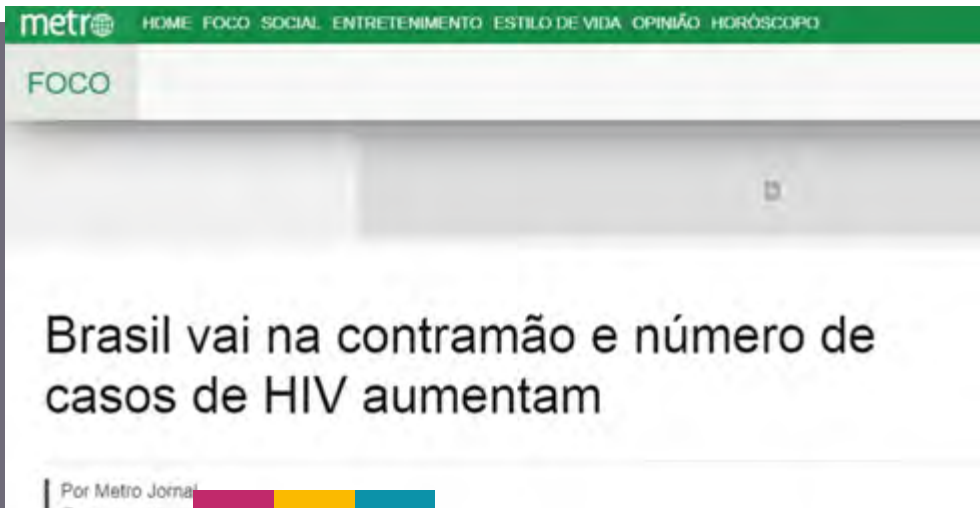 metro HOME FOCO SOCIAL ENTRETENIMENTO ESTILO DE VIDA OPINIÃO HORÓSCOPO
FOCO
Brasil vai na contramão e número de
casos de HIV aumentam
Por Metro Jornal